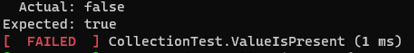 Actual: false
Expected: true
[  FAILED  ] CollectionTest.ValueIsPresent (1 ms)